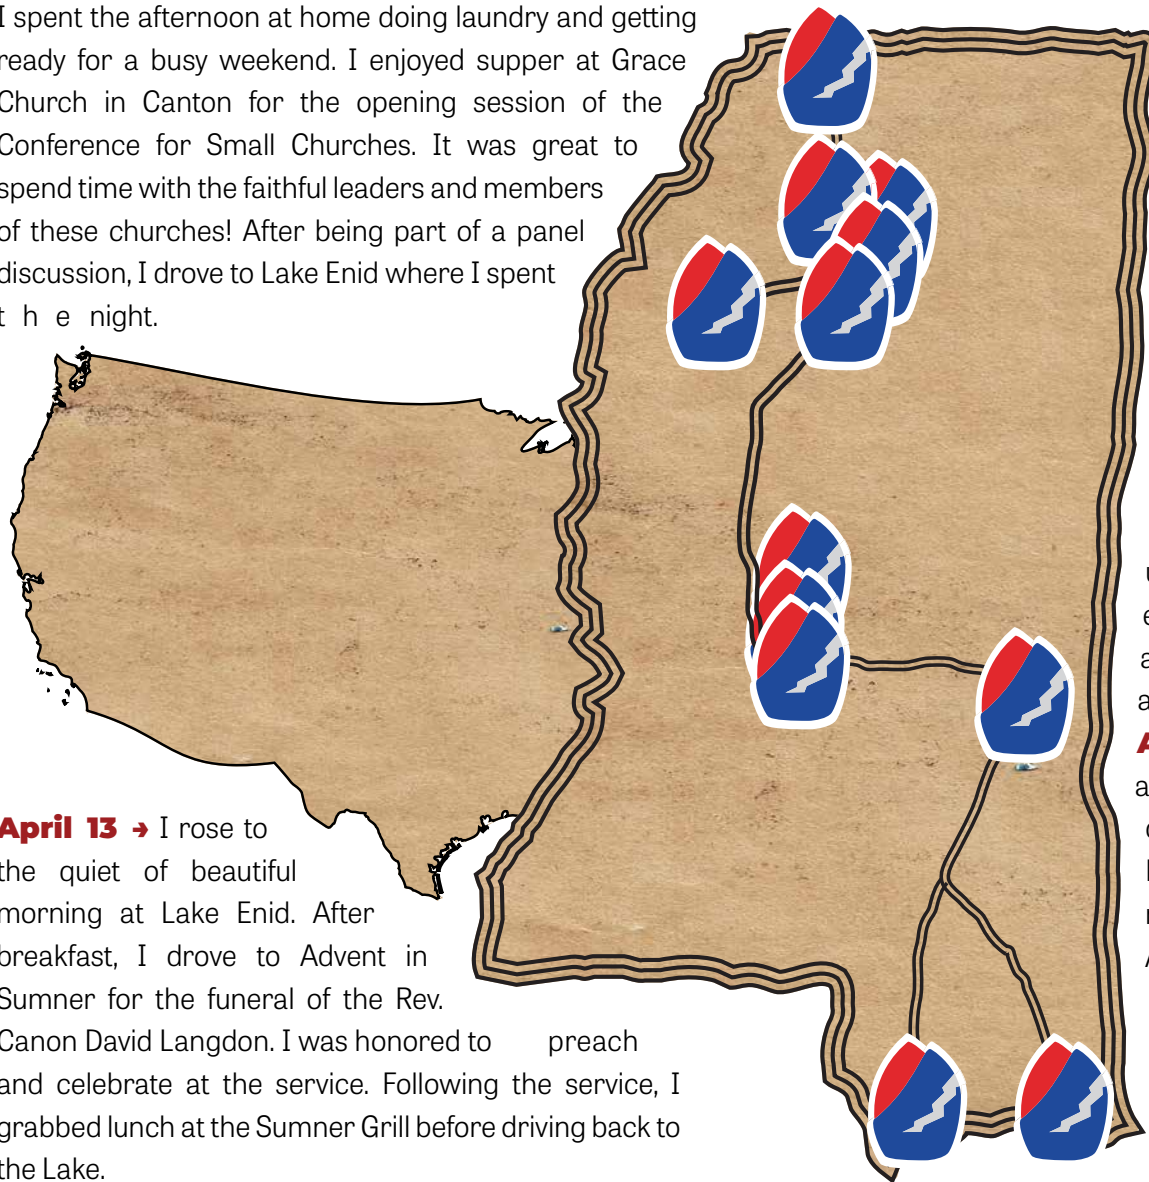 I spent the afternoon at home doing laundry and getting
ready for a busy weekend. I enjoyed supper at Grace
Church in Canton for the opening session of the
Conference for Small Churches. It was great to
spend time with the faithful leaders and members
of these churches! After being part of a panel
discussion, I drove to Lake Enid where I spent
t h e night.
April 13 → I rose to
the quiet of beautiful
morning at Lake Enid. After
breakfast, I drove to Advent in
Sumner for the funeral of the Rev.
Canon David Langdon. I was honored to preach
and celebrate at the service. Following the service, I
grabbed lunch at the Sumner Grill before driving back to
the Lake.